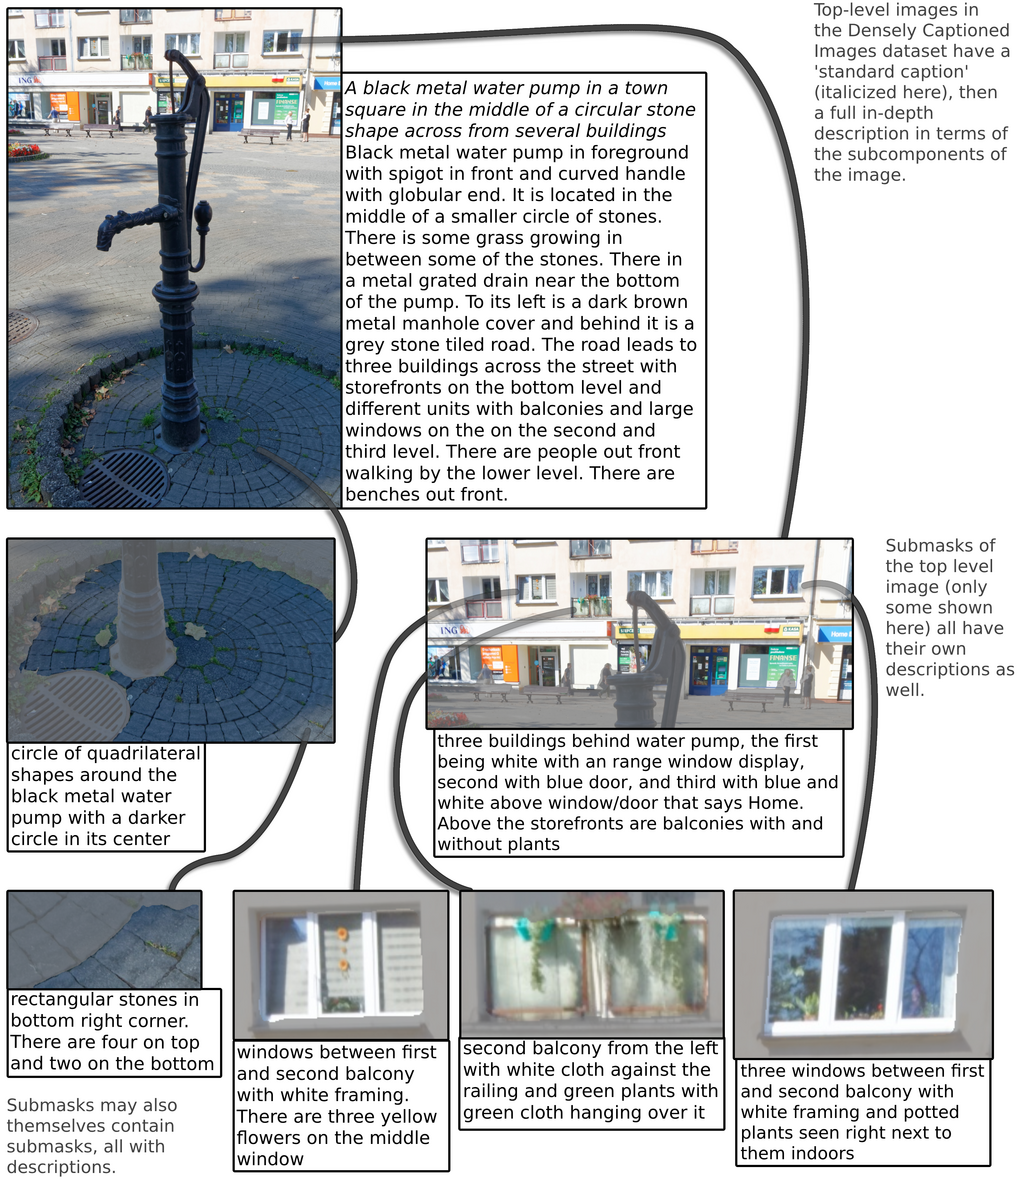 Top-level images in
the Densely Captioned
Images dataset have a
'standard caption'
(italicized here), then
a full in-depth
description in terms of
the subcomponents of
the image.
ING
A black metal water pump in a town
square in the middle of a circular stone
shape across from several buildings
Black metal water pump in foreground
with spigot in front and curved handle
with globular end. It is located in the
middle of a smaller circle of stones.
There is some grass growing in
between some of the stones. There in
a metal grated drain near the bottom
of the pump. To its left is a dark brown
metal manhole cover and behind it is a
grey stone tiled road. The road leads to
three buildings across the street with
storefronts on the bottom level and
different units with balconies and large
windows on the on the second and
third level. There are people out front
walking by the lower level. There are
benches out front.
ING
Submasks of
the top level
image (only
some shown
here) all have
their own
descriptions as
well.
circle of quadrilateral
shapes around the
black metal water
pump with a darker
circle in its center
three buildings behind water pump, the first
being white with an range window display,
second with blue door, and third with blue and
white above window/door that says Home.
Above the storefronts are balconies with and
without plants
rectangular stones in
bottom right corner.
There are four on top
and two on the bottom
windows between first
and second balcony
with white framing.
There are three yellow
flowers on the middle
window
second balcony from the left
with white cloth against the
railing and green plants with
green cloth hanging over it
three windows between first
and second balcony with
white framing and potted
plants seen right next to
them indoors
Submasks may also
themselves contain
submasks, all with
descriptions.